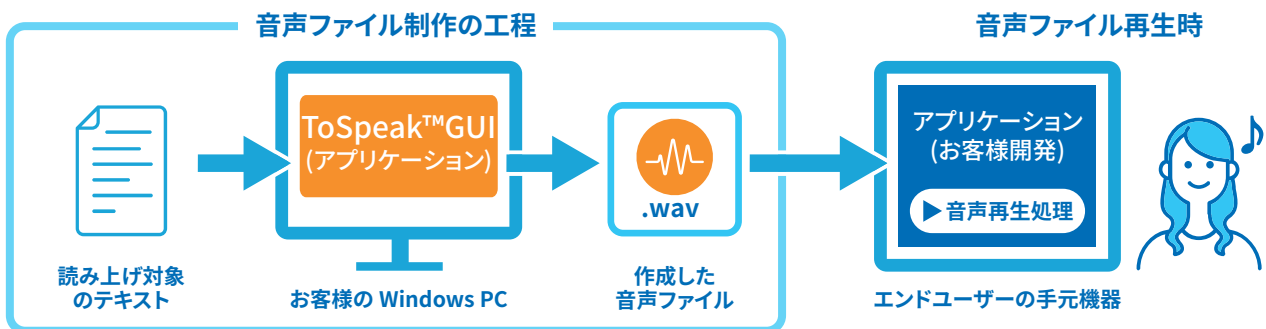 音声ファイル制作の工程
音声ファイル再生時
ToSpeak™GUI
(アプリケーション)
.wav
アプリケーション
(お客様開発)
▶音声再生処理
読み上げ対象
のテキスト
お客様の Windows PC
作成した
音声ファイル
エンドユーザーの手元機器